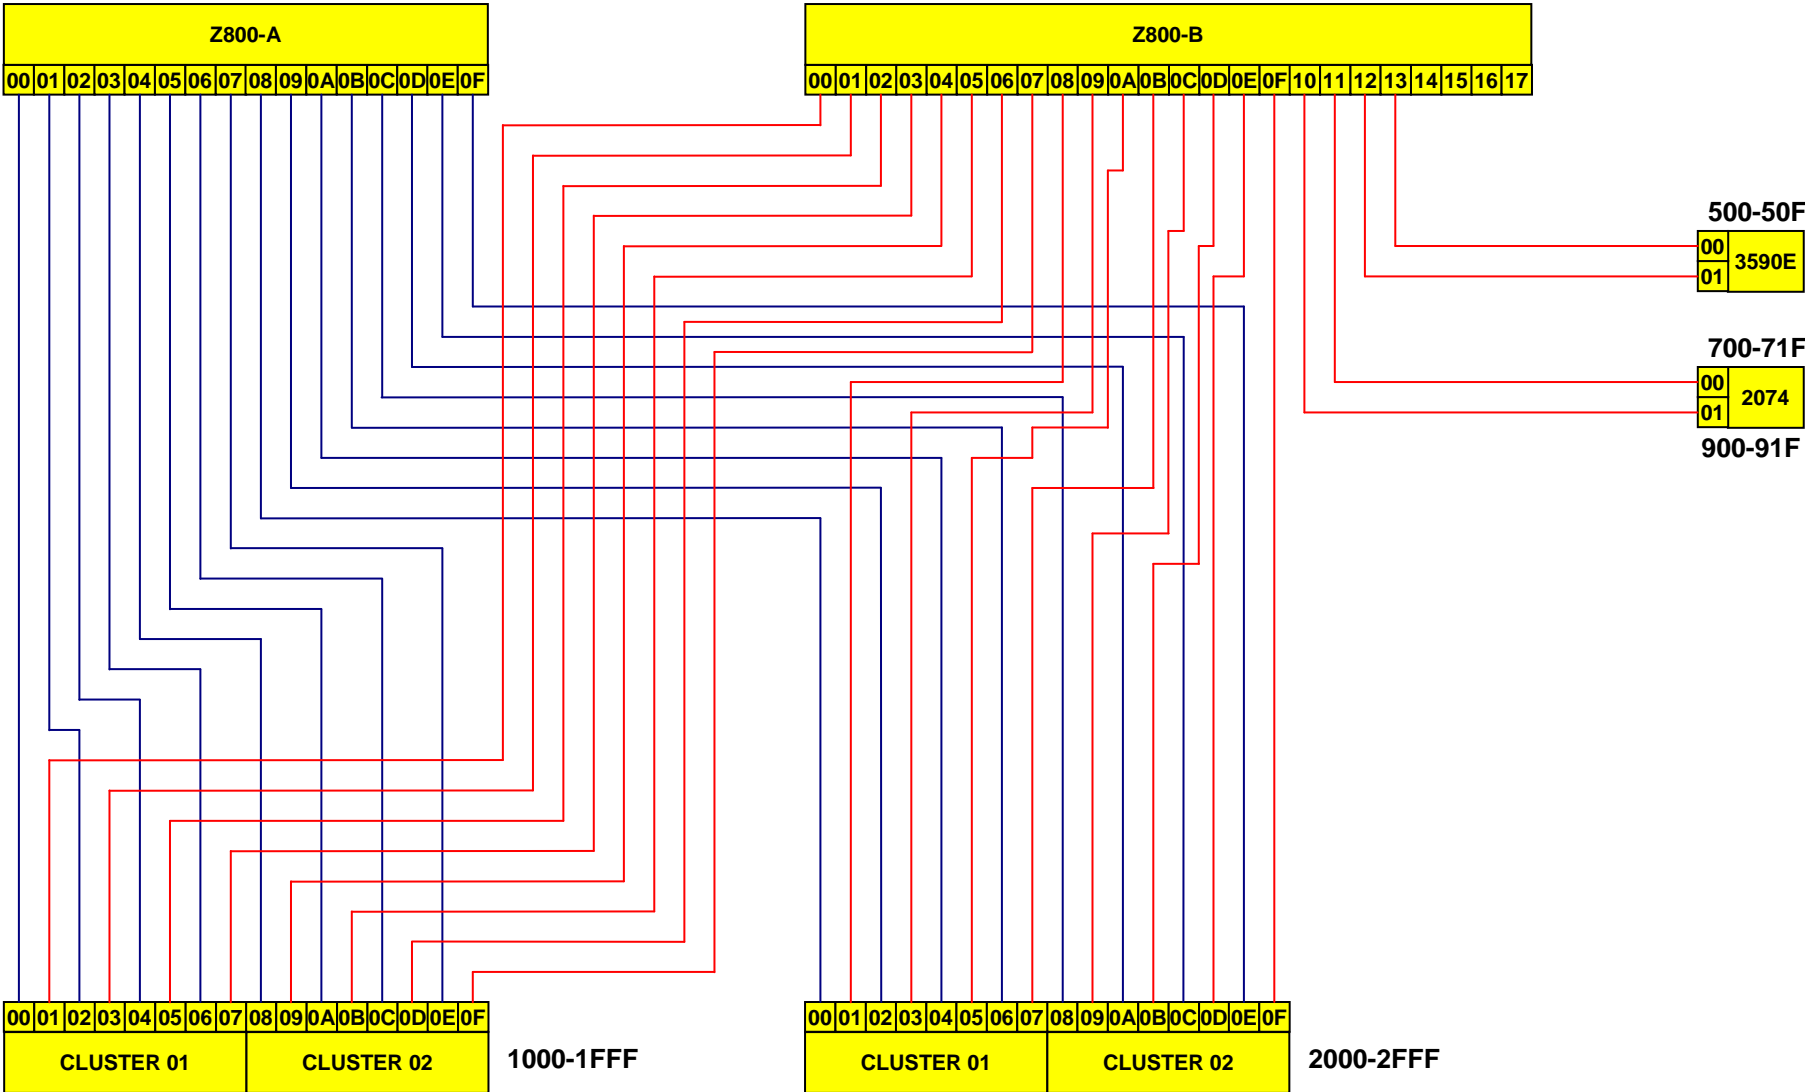 Z800-A
Z800-B
00 01 02 03 04 05 06 07 08 09 0A 0B 0C 0D 0E 0F
00 01 02 03 04 05 06 07 08 09 0A 0B 0C 0D 0E 0F 10 11 12 13 14 15 16 17
500-50F
00
3590E
01
700-71F
00
2074
01
900-91F
00 01 02 03 04 05 06 07 08 09 0A 0B 0C 0D 0E 0F
00 01 02 03 04 05 06 07 08 09 0A 0B 0C 0D 0E 0F
CLUSTER 01
CLUSTER 02
1000-1FFF
CLUSTER 01
CLUSTER 02
2000-2FFF